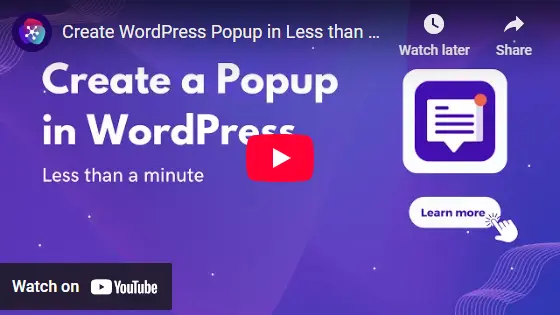 Create WordPress Popup in Less than ...
Watch later
Share
Create a Popup
in WordPress
Less than a minute
Learn more
Watch on YouTube